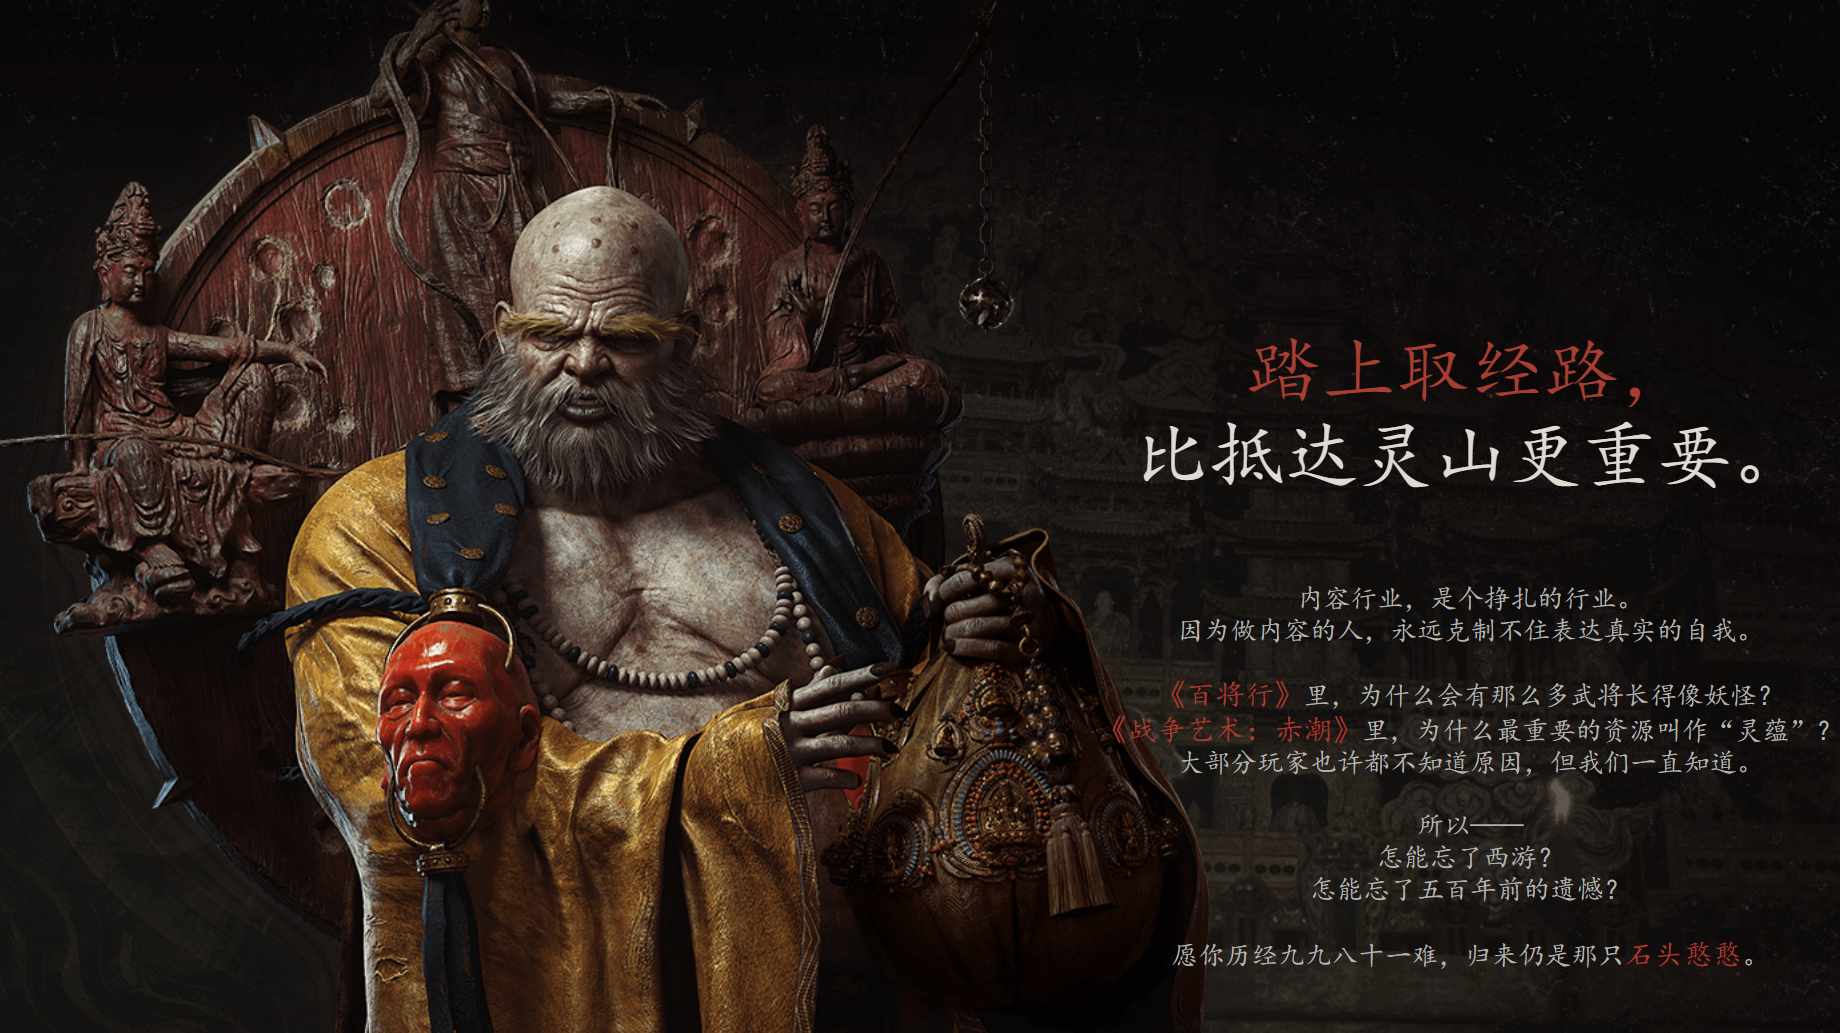 踏上取经路，
比抵达灵山更重要。
内容行业，是个挣扎的行业。
因为做内容的人，永远克制不住表达真实的自我。
《百将行》里，为什么会有那么多武将长得像妖怪？
《战争艺术：赤潮》里，为什么最重要的资源叫作“灵蕴”？
大部分玩家也许都不知道原因，但我们一直知道。
所以——
怎能忘了西游？
怎能忘了五百年前的遗憾？
愿你历经九九八十一难，归来仍是那只石头憨憨。